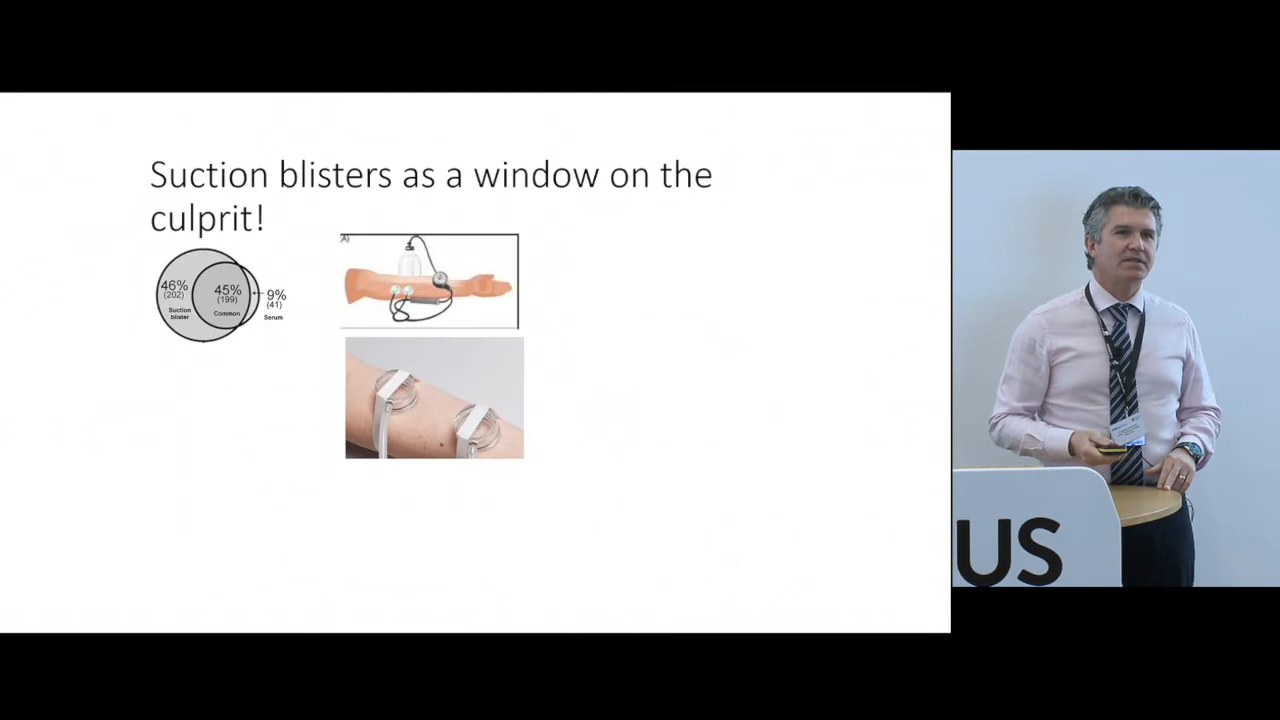 Suction blisters as a window on the
culprit!
A)
46%
(202)
Suction
blister
45%
(199)
Common
9%
(41)
Serum
US